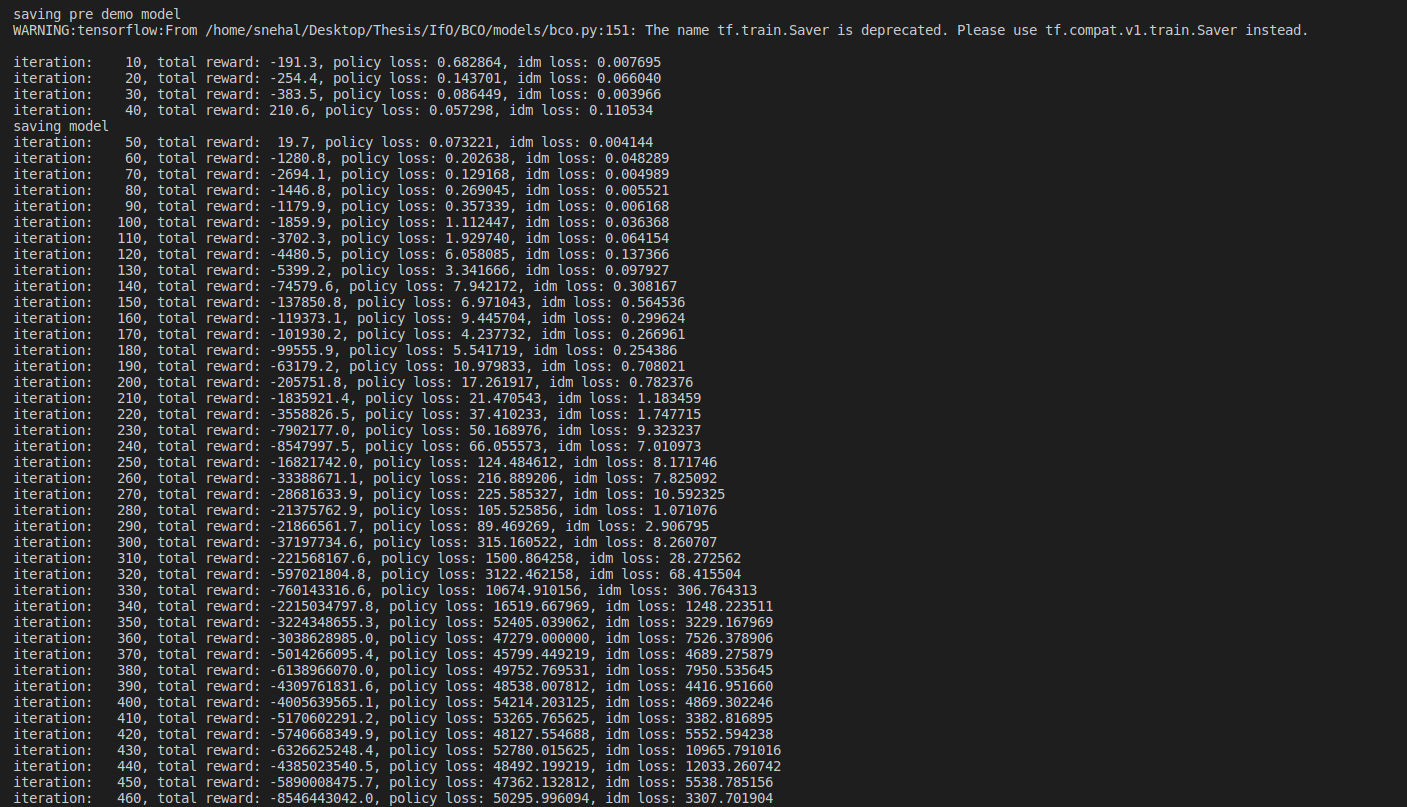 saving pre demo model
WARNING:tensorflow:From /home/snehal/Desktop/Thesis/IfO/BCO/models/bco.py:151: The name tf.train.Saver is deprecated. Please use tf.compat.v1.train.Saver instead.
iteration:    10, total reward: -191.3, policy loss: 0.682864, idm loss: 0.007695
iteration:    20, total reward: -254.4, policy loss: 0.143701, idm loss: 0.066040
iteration:    30, total reward: -383.5, policy loss: 0.086449, idm loss: 0.003966
iteration:    40, total reward: 210.6, policy loss: 0.057298, idm loss: 0.110534
saving model
iteration:    50, total reward:  19.7, policy loss: 0.073221, idm loss: 0.004144
iteration:    60, total reward: -1280.8, policy loss: 0.202638, idm loss: 0.048289
iteration:    70, total reward: -2694.1, policy loss: 0.129168, idm loss: 0.004989
iteration:    80, total reward: -1446.8, policy loss: 0.269045, idm loss: 0.005521
iteration:    90, total reward: -1179.9, policy loss: 0.357339, idm loss: 0.006168
iteration:   100, total reward: -1859.9, policy loss: 1.112447, idm loss: 0.036368
iteration:   110, total reward: -3702.3, policy loss: 1.929740, idm loss: 0.064154
iteration:   120, total reward: -4480.5, policy loss: 6.058085, idm loss: 0.137366
iteration:   130, total reward: -5399.2, policy loss: 3.341666, idm loss: 0.097927
iteration:   140, total reward: -74579.6, policy loss: 7.942172, idm loss: 0.308167
iteration:   150, total reward: -137850.8, policy loss: 6.971043, idm loss: 0.564536
iteration:   160, total reward: -119373.1, policy loss: 9.445704, idm loss: 0.299624
iteration:   170, total reward: -101930.2, policy loss: 4.237732, idm loss: 0.266961
iteration:   180, total reward: -99555.9, policy loss: 5.541719, idm loss: 0.254386
iteration:   190, total reward: -63179.2, policy loss: 10.979833, idm loss: 0.708021
iteration:   200, total reward: -205751.8, policy loss: 17.261917, idm loss: 0.782376
iteration:   210, total reward: -1835921.4, policy loss: 21.470543, idm loss: 1.183459
iteration:   220, total reward: -3558826.5, policy loss: 37.410233, idm loss: 1.747715
iteration:   230, total reward: -7902177.0, policy loss: 50.168976, idm loss: 9.323237
iteration:   240, total reward: -8547997.5, policy loss: 66.055573, idm loss: 7.010973
iteration:   250, total reward: -16821742.0, policy loss: 124.484612, idm loss: 8.171746
iteration:   260, total reward: -33388671.1, policy loss: 216.889206, idm loss: 7.825092
iteration:   270, total reward: -28681633.9, policy loss: 225.585327, idm loss: 10.592325
iteration:   280, total reward: -21375762.9, policy loss: 105.525856, idm loss: 1.071076
iteration:   290, total reward: -21866561.7, policy loss: 89.469269, idm loss: 2.906795
iteration:   300, total reward: -37197734.6, policy loss: 315.160522, idm loss: 8.260707
iteration:   310, total reward: -221568167.6, policy loss: 1500.864258, idm loss: 28.272562
iteration:   320, total reward: -597021804.8, policy loss: 3122.462158, idm loss: 68.415504
iteration:   330, total reward: -760143316.6, policy loss: 10674.910156, idm loss: 306.764313
iteration:   340, total reward: -2215034797.8, policy loss: 16519.667969, idm loss: 1248.223511
iteration:   350, total reward: -3224348655.3, policy loss: 52405.039062, idm loss: 3229.167969
iteration:   360, total reward: -3038628985.0, policy loss: 47279.000000, idm loss: 7526.378906
iteration:   370, total reward: -5014266095.4, policy loss: 45799.449219, idm loss: 4689.275879
iteration:   380, total reward: -6138966070.0, policy loss: 49752.769531, idm loss: 7950.535645
iteration:   390, total reward: -4309761831.6, policy loss: 48538.007812, idm loss: 4416.951660
iteration:   400, total reward: -4005639565.1, policy loss: 54214.203125, idm loss: 4869.302246
iteration:   410, total reward: -5170602291.2, policy loss: 53265.765625, idm loss: 3382.816895
iteration:   420, total reward: -5740668349.9, policy loss: 48127.554688, idm loss: 5552.594238
iteration:   430, total reward: -6326625248.4, policy loss: 52780.015625, idm loss: 10965.791016
iteration:   440, total reward: -4385023540.5, policy loss: 48492.199219, idm loss: 12033.260742
iteration:   450, total reward: -5890008475.7, policy loss: 47362.132812, idm loss: 5538.785156
iteration:   460, total reward: -8546443042.0, policy loss: 50295.996094, idm loss: 3307.701904